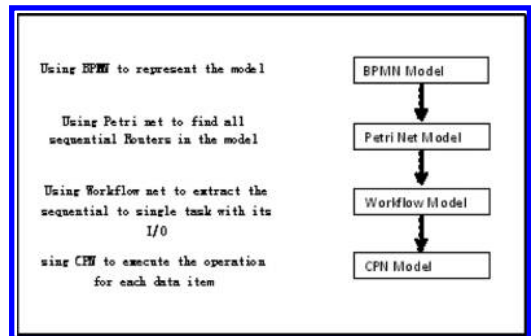 Using BPMN to represent the model
BPMN Model
Using Petri net to find all
sequential Routers in the model
Petri Net Model
Using Workflow net to extract the
sequential to single task with its
I/O
Workflow Model
sing CPN to execute the operation
for each data item
CPN Model